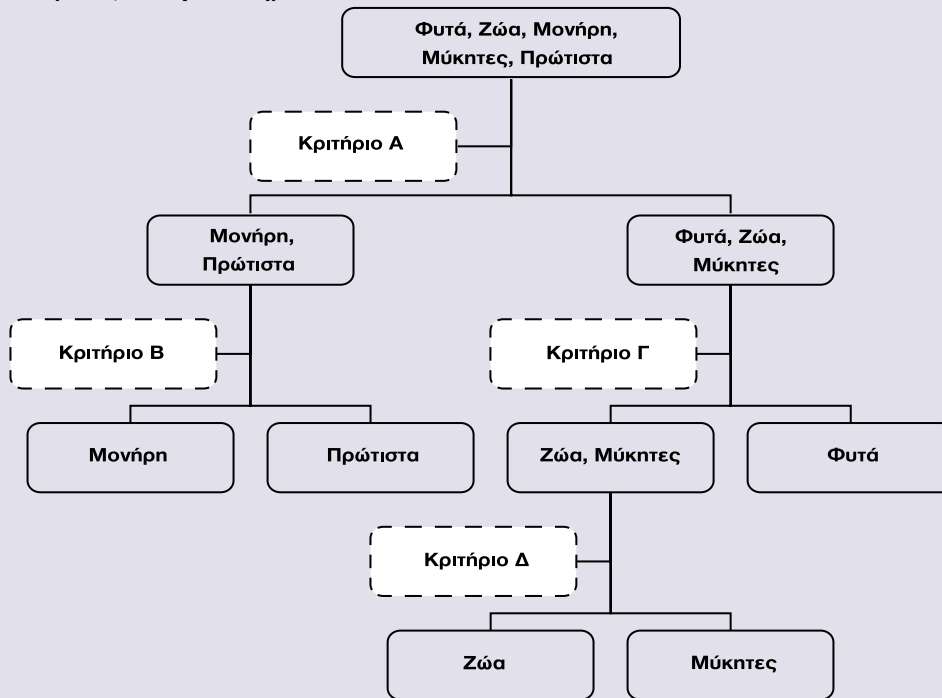 Φυτά, Ζώα, Μονήρη,
Μύκητες, Πρώτιστα
Κριτήριο Α
Μονήρη,
Πρώτιστα
Φυτά, Ζώα,
Μύκητες
Κριτήριο Β
Κριτήριο Γ
Μονήρη
Πρώτιστα
Ζώα, Μύκητες
Φυτά
Κριτήριο Δ
Ζώα
Μύκητες